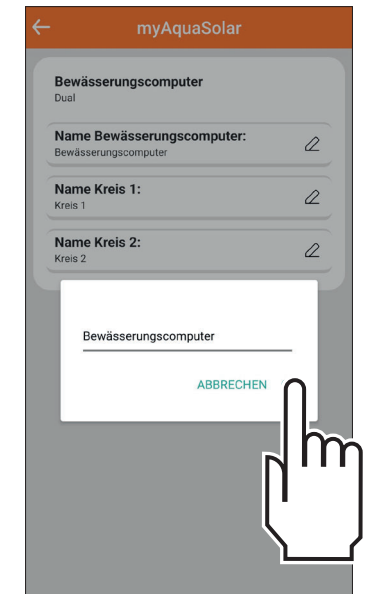 myAquaSolar
Bewässerungscomputer
Dual
Name Bewässerungscomputer:
Bewässerungscomputer
Name Kreis 1:
Kreis 1
Name Kreis 2:
Kreis 2
Bewässerungscomputer
ABBRECHEN